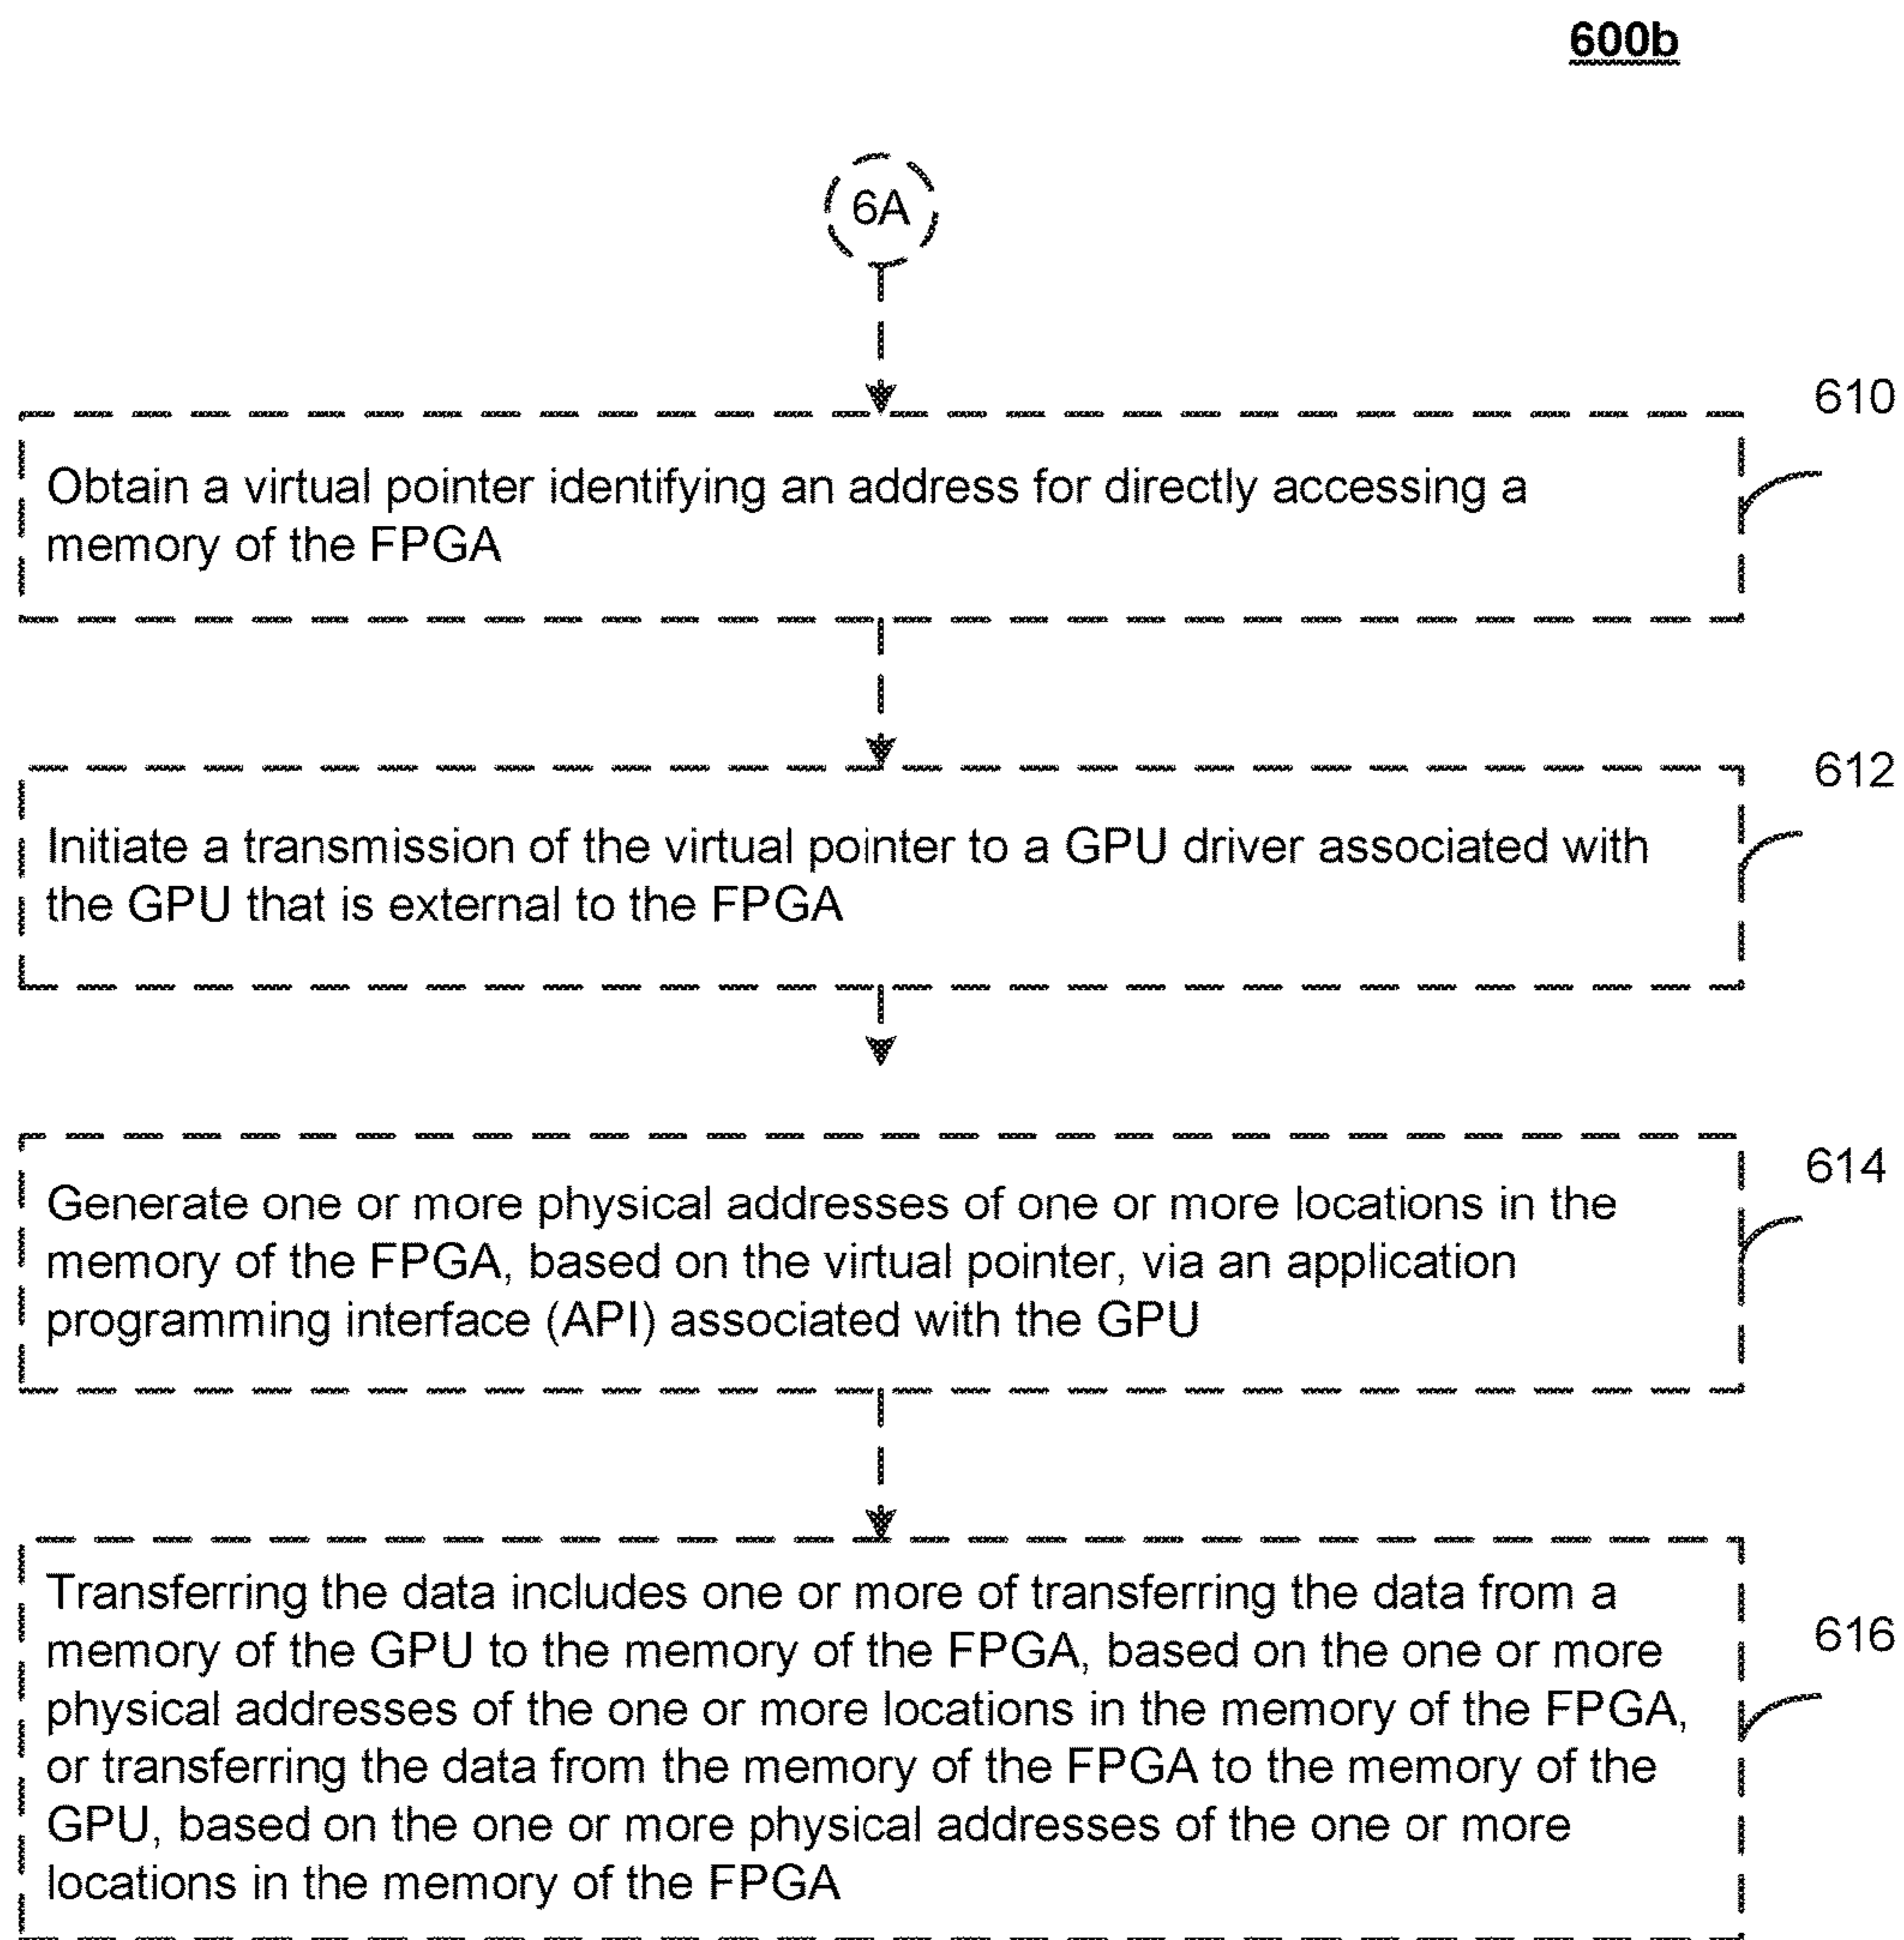 600b
6A
610
Obtain a virtual pointer identifying an address for directly accessing a
memory of the FPGA
612
Initiate a transmission of the virtual pointer to a GPU driver associated with
the GPU that is external to the FPGA
614
Generate one or more physical addresses of one or more locations in the
memory of the FPGA, based on the virtual pointer, via an application
programming interface (API) associated with the GPU
616
Transferring the data includes one or more of transferring the data from a
memory of the GPU to the memory of the FPGA, based on the one or more
physical addresses of the one or more locations in the memory of the FPGA,
or transferring the data from the memory of the FPGA to the memory of the
GPU, based on the one or more physical addresses of the one or more
locations in the memory of the FPGA